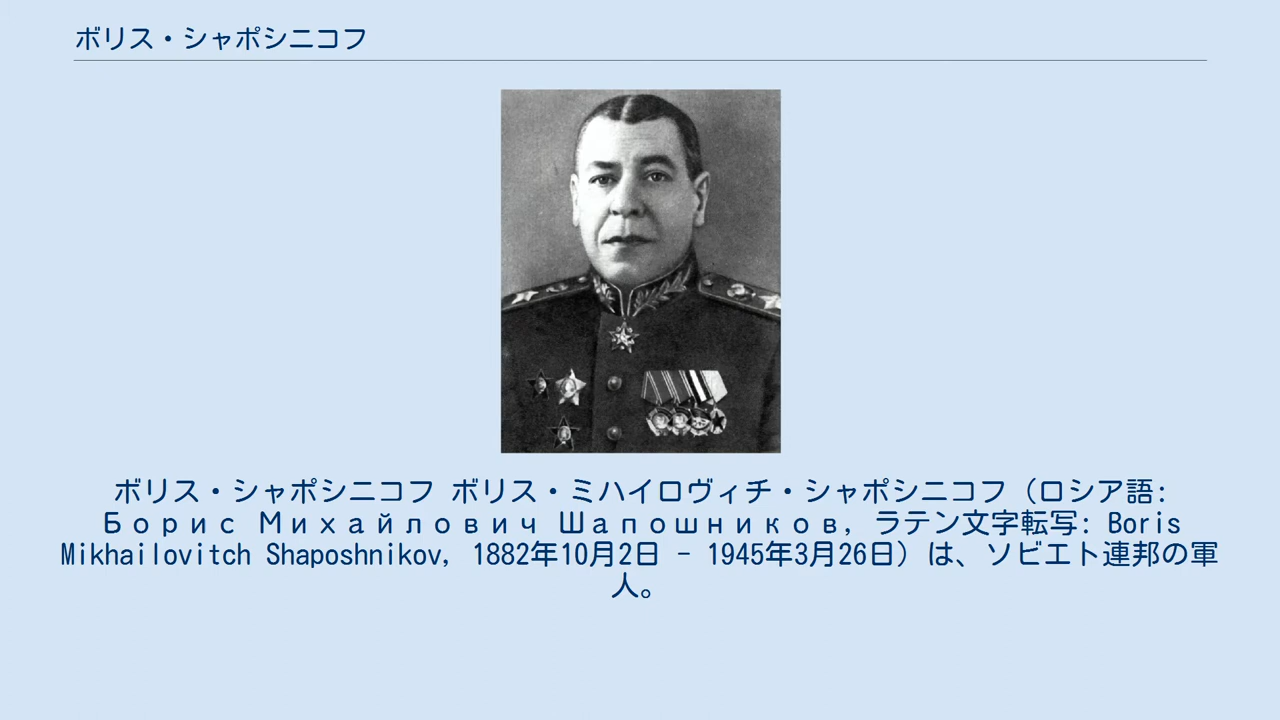 ボリス・シャポシニコフ
ボリス・シャポシニコフ ボリス・ミハイロヴィチ・シャポシニコフ（ロシア語:
Борис Михайлович Шапошников, ラテン文字転写: Boris
Mikhailovitch Shaposhnikov, 1882年10月2日 - 1945年3月26日）は、ソビエト連邦の軍
人。